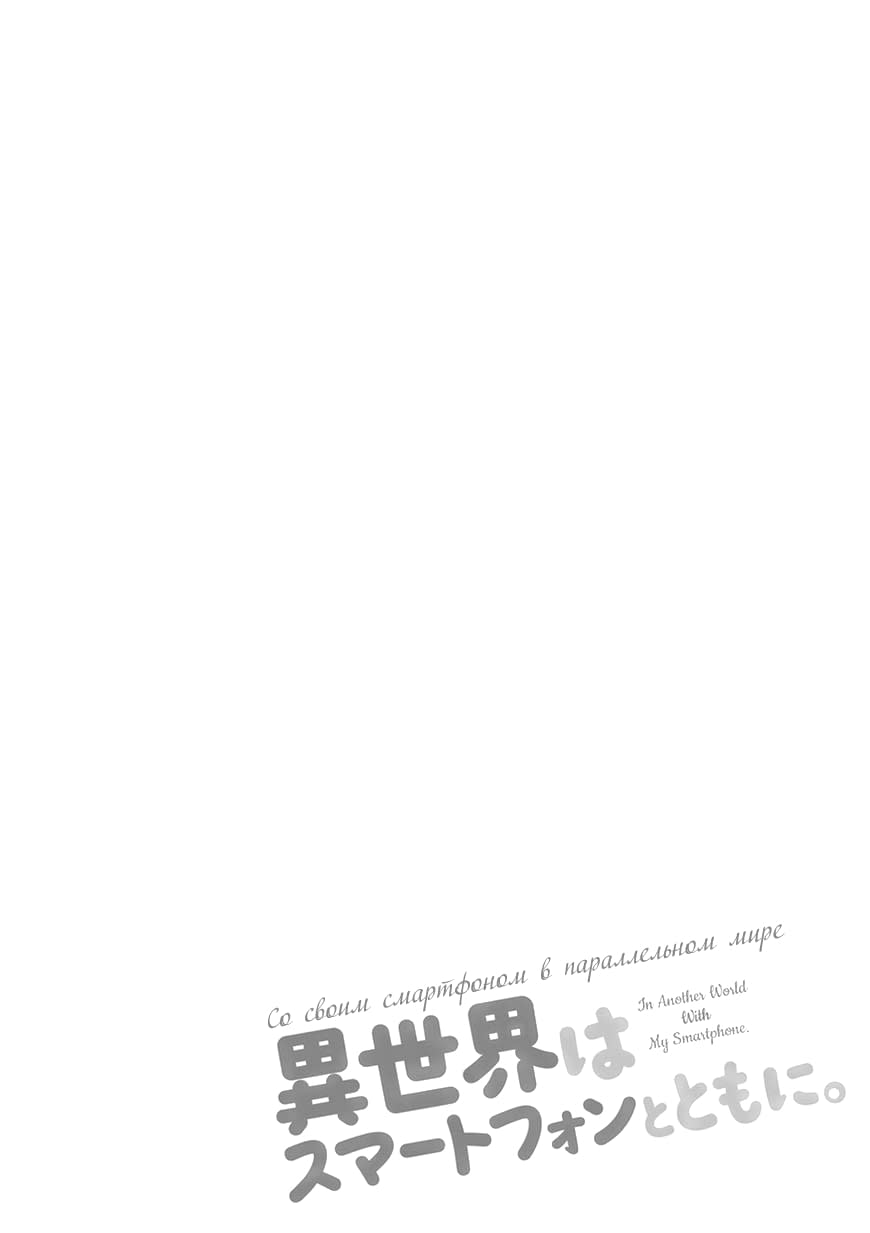 Со своим смартфоном в параллельном мире
異世界は
In Another World
With
My Smartphone.
スマートフォンとともに。